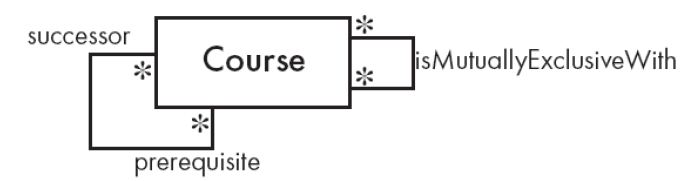 successor
*
Course
*
*
isMutuallyExclusiveWith
*
prerequisite